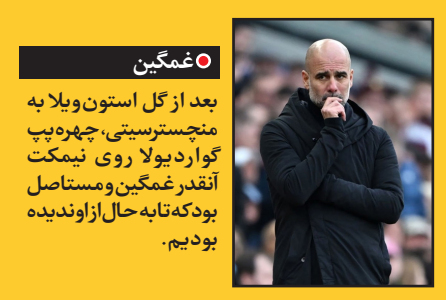 غمگین
بعد از گل استون ویلا به
منچسترسیتی، چهره پپ
گواردیولا روی نیمکت
آنقدر غمگین و مستاصل
بود که تا به حال از او ندیده
بودیم.